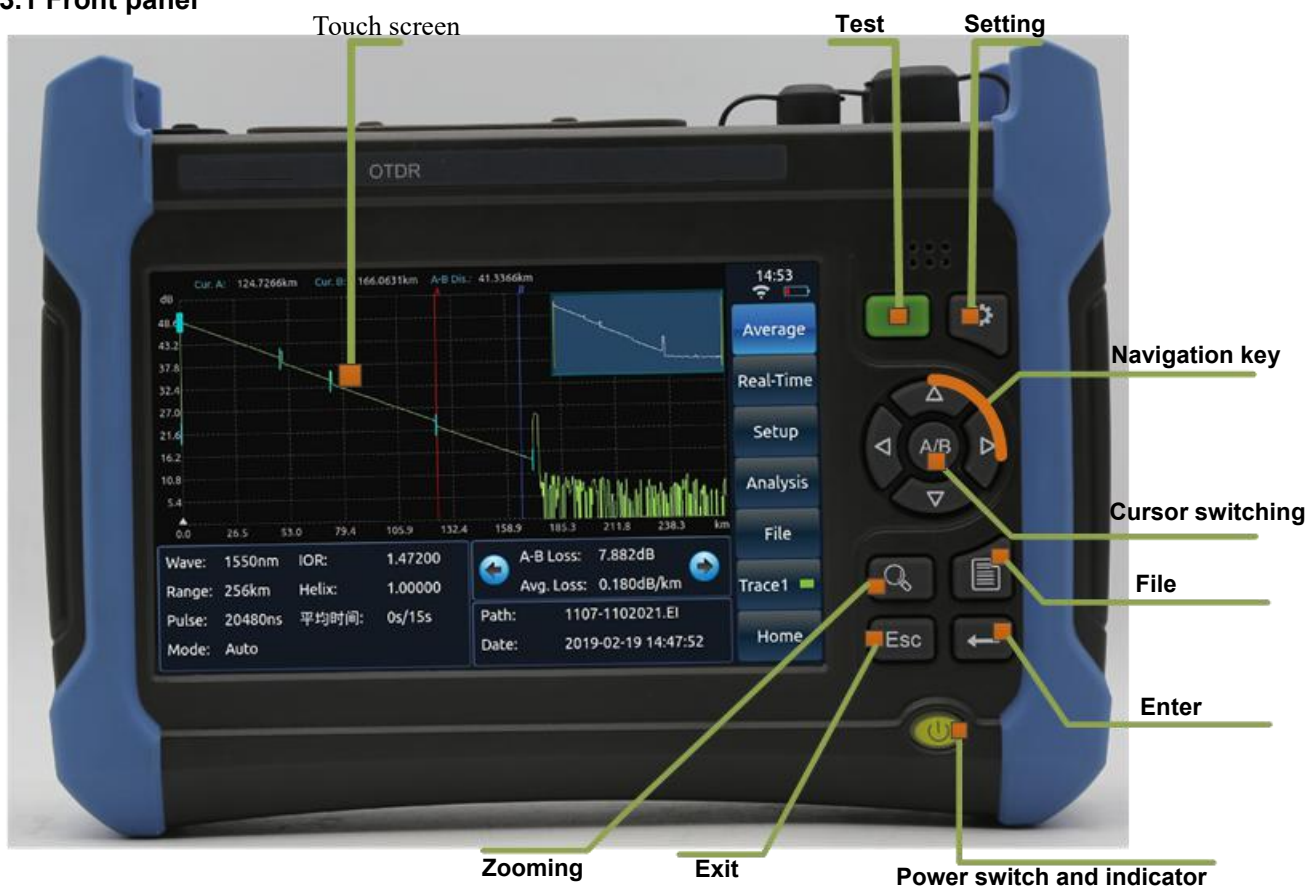 3.1 Front panel
Touch screen
Test
Setting
OTDR
Cur. A: 124.7266km Cur. B: 166.0631km A-B Dis.: 41.3366km
14:53
dB
A
B
48.6
43.2
37.8
32.4
27.0
21.6
16.2
10.8
5.4
0.0 26.5 53.0 79.4 105.9 132.4 158.9 185.3 211.8 238.3 km
Average
Real-Time
Setup
Analysis
File
Trace1
Home
Wave: 1550nm IOR: 1.47200
Range: 256km Helix: 1.00000
Pulse: 20480ns 平均时间: 0s/15s
Mode: Auto
A-B Loss: 7.882dB
Avg. Loss: 0.180dB/km
Path: 1107-1102021.EI
Date: 2019-02-19 14:47:52
A/B
Esc
Navigation key
Cursor switching
File
Enter
Zooming
Exit
Power switch and indicator